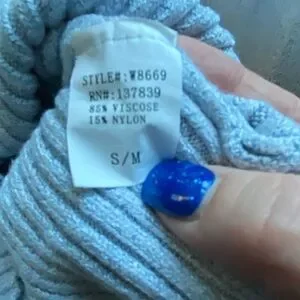 STYLE#:W8669
RN#:137839
85% VISCOSE
15% NYLON
S/M